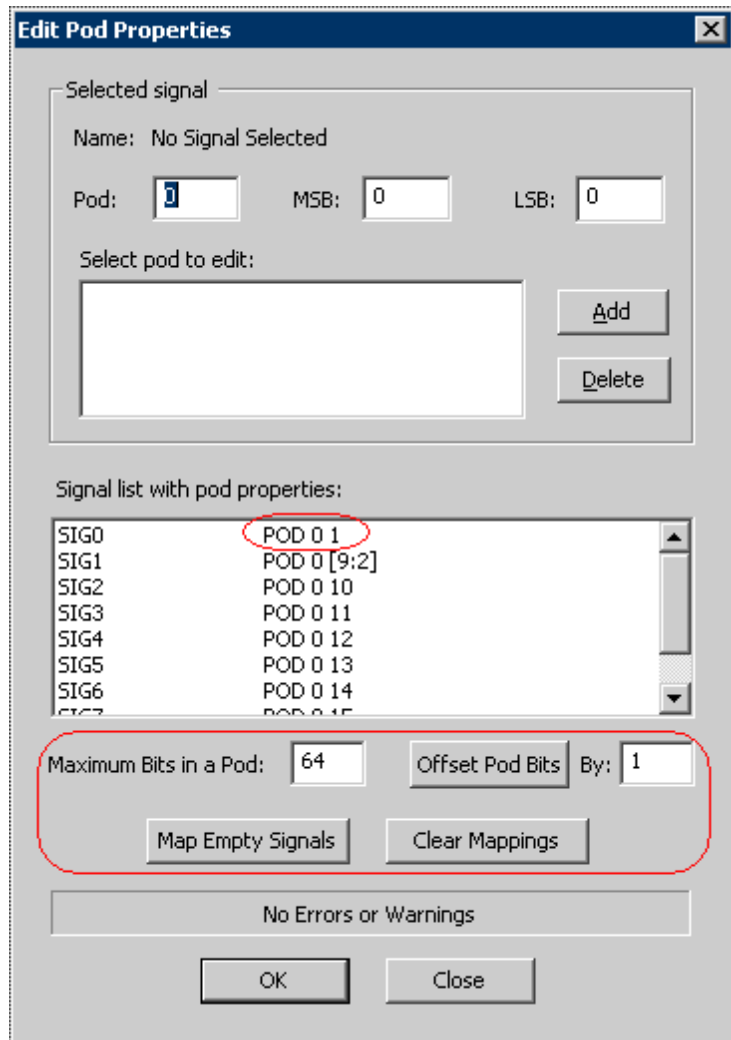 Edit Pod Properties
Selected signal
Name: No Signal Selected
Pod: 0 MSB: 0 LSB: 0
Select pod to edit:
Add
Delete
Signal list with pod properties:
SIG0 POD 0 1
SIG1 POD 0 [9:2]
SIG2 POD 0 10
SIG3 POD 0 11
SIG4 POD 0 12
SIG5 POD 0 13
SIG6 POD 0 14
SIG7 POD 0 15
Maximum Bits in a Pod: 64 Offset Pod Bits By: 1
Map Empty Signals Clear Mappings
No Errors or Warnings
OK Close